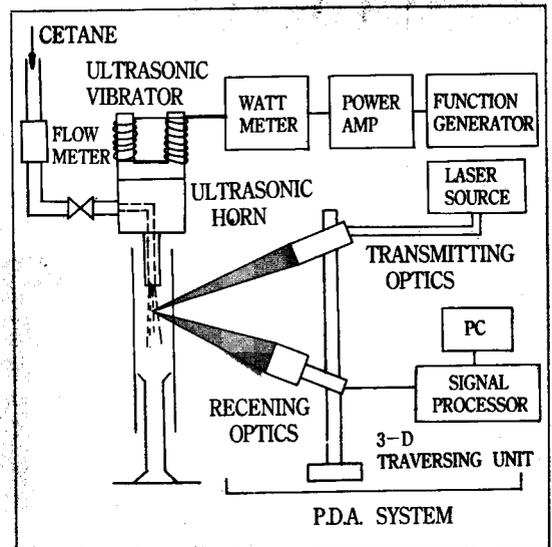 CETANE
ULTRASONIC
VIBRATOR
FLOW
METER
WATT
METER
POWER
AMP
FUNCTION
GENERATOR
ULTRASONIC
HORN
LASER
SOURCE
TRANSMITTING
OPTICS
PC
SIGNAL
PROCESSOR
RECENING
OPTICS
3-D
TRAVERSING UNIT
P.D.A. SYSTEM